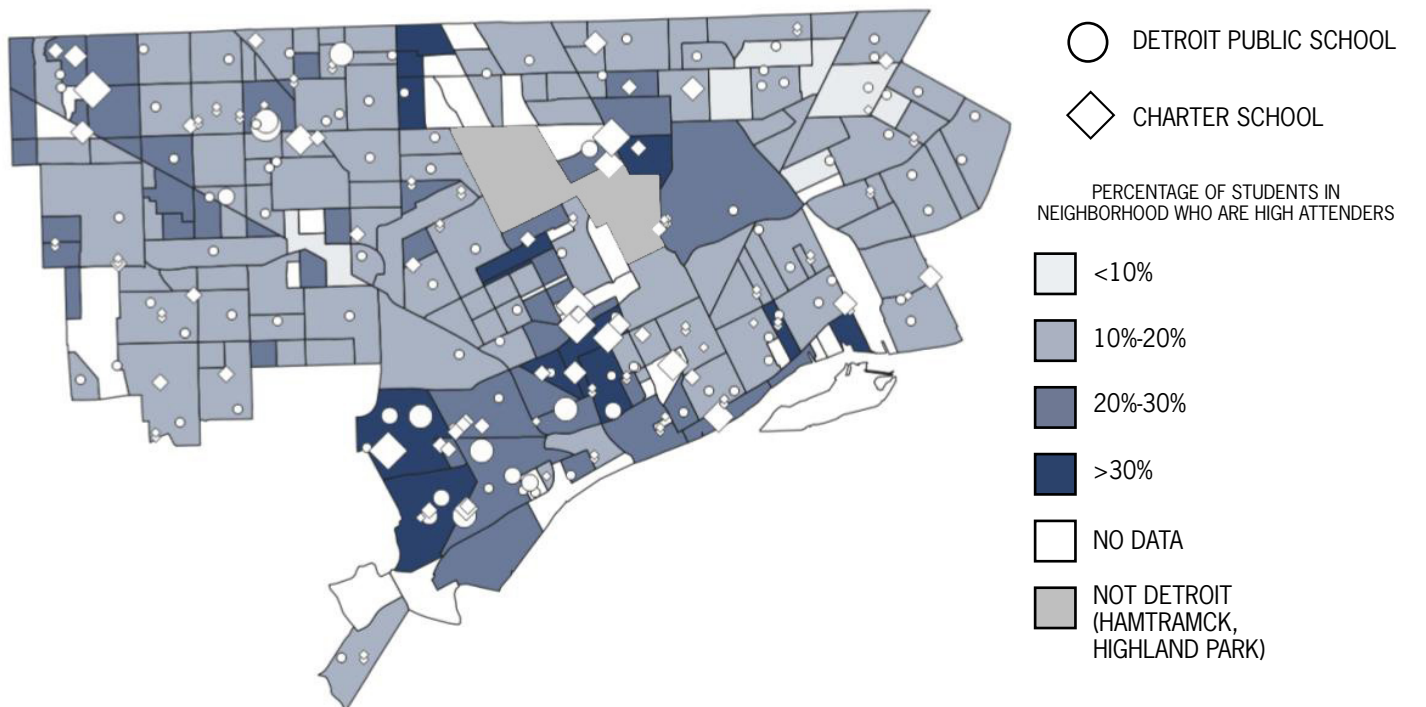 DETROIT PUBLIC SCHOOL
CHARTER SCHOOL
PERCENTAGE OF STUDENTS IN
NEIGHBORHOOD WHO ARE HIGH ATTENDERS
<10%
10%-20%
20%-30%
>30%
NO DATA
NOT DETROIT
(HAMTRAMCK,
HIGHLAND PARK)